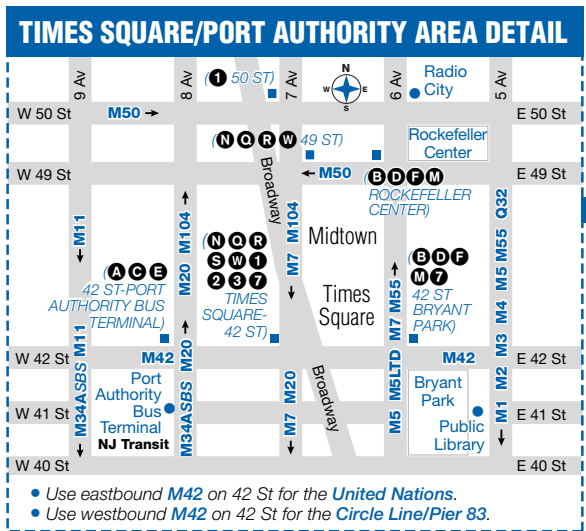 TIMES SQUARE/PORT AUTHORITY AREA DETAIL
9 Av
8 Av
(1 50 ST)
7 Av
N
W E
S
6 Av
Radio
City
5 Av
W 50 St
M50 →
E 50 St
(N Q R W 49 ST)
Rockefeller
Center
W 49 St
← M50
E 49 St
(B D F M
ROCKEFELLER
CENTER)
Broadway
M11
M20 M104
M7 M104
M5 M55 Q32
Midtown
(A C E
42 ST-PORT
AUTHORITY BUS
TERMINAL)
(N Q R
S W 1
2 3 7
TIMES
SQUARE-
42 ST)
Times
Square
(B D F
M 7
42 ST
BRYANT
PARK)
M7 M55
M34ASBS M11
M34ASBS M20
M7 M20
Broadway
M5 M5LTD
M1 M2 M3 M4
W 42 St
M42
M42
E 42 St
Port
Authority
Bus
Terminal
NJ Transit
Bryant
Park
Public
Library
W 41 St
E 41 St
W 40 St
E 40 St
• Use eastbound M42 on 42 St for the United Nations.
• Use westbound M42 on 42 St for the Circle Line/Pier 83.